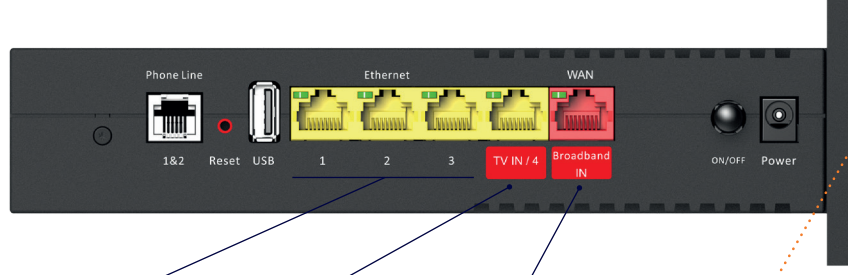 Phone Line
Ethernet
WAN
1&2
Reset
USB
1
2
3
TV IN / 4
Broadband
IN
ON/OFF
Power